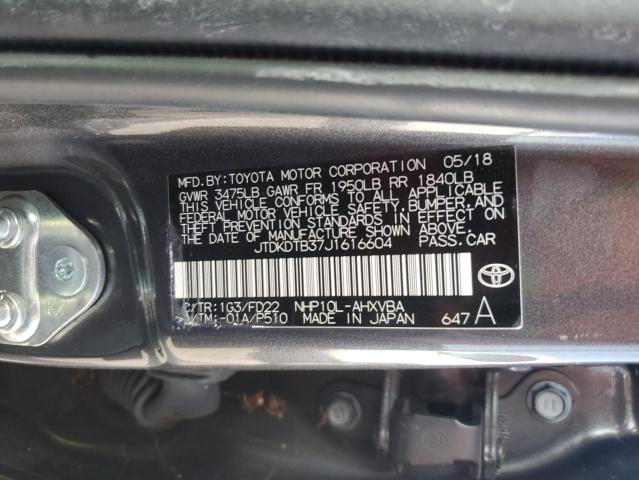 MFD.BY:TOYOTA MOTOR CORPORATION 05/18
GVWR 3475LB GAWR FR 1950LB RR 1840LB
THIS VEHICLE CONFORMS TO ALL APPLICABLE
FEDERAL MOTOR VEHICLE SAFETY, BUMPER, AND
THEFT PREVENTION STANDARDS IN EFFECT ON
THE DATE OF MANUFACTURE SHOWN ABOVE.
JTDKDTB37J1616604 PASS.CAR
C/TR:1G3/FD22 NHP10L-AHXVBA
A/TM:-01A/P510 MADE IN JAPAN 647 A